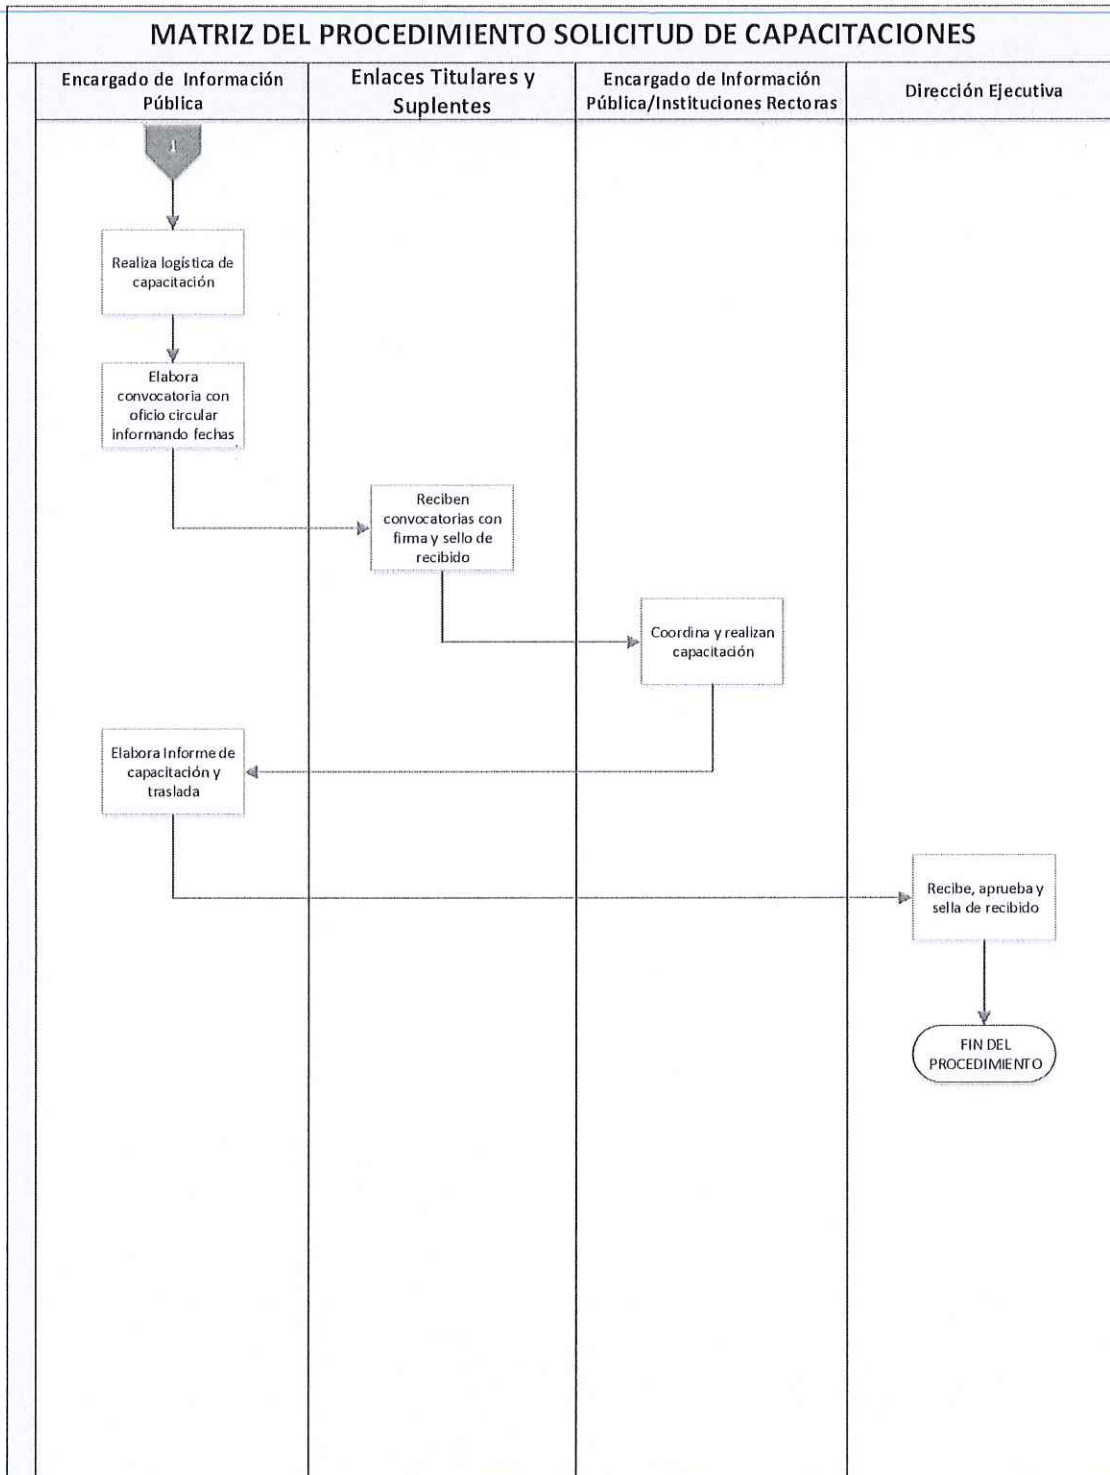 MATRIZ DEL PROCEDIMIENTO SOLICITUD DE CAPACITACIONES
Encargado de Información
Pública
Enlaces Titulares y
Suplentes
Encargado de Información
Pública/Instituciones Rectoras
Dirección Ejecutiva
1
Realiza logística de
capacitación
Elabora
convocatoria con
oficio circular
informando fechas
Reciben
convocatorias con
firma y sello de
recibido
Coordina y realizan
capacitación
Elabora Informe de
capacitación y
traslada
Recibe, aprueba y
sella de recibido
FIN DEL
PROCEDIMIENTO